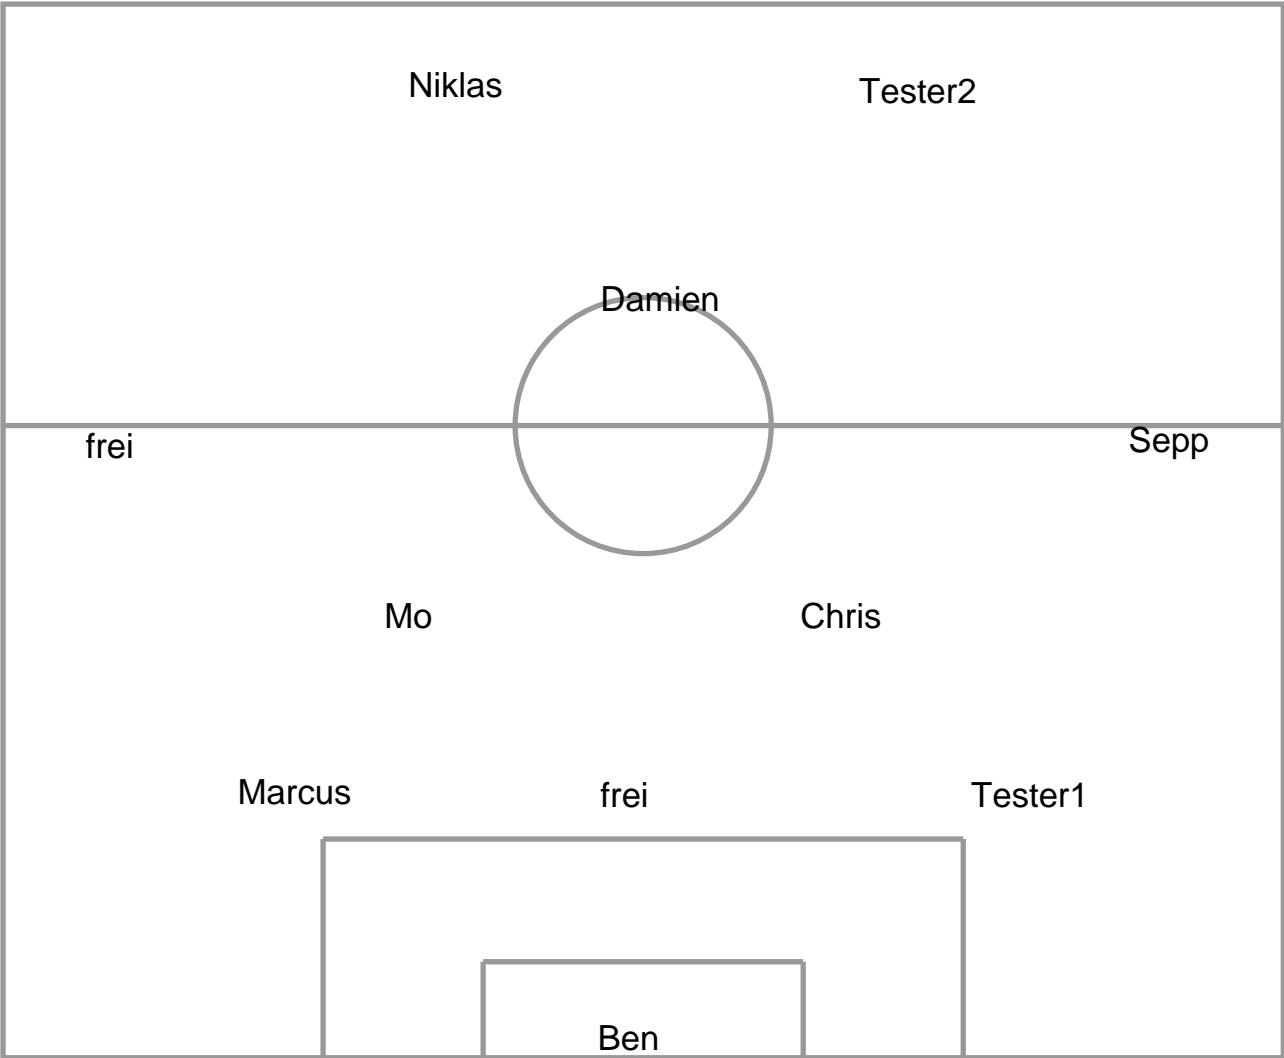 Niklas
Tester2
Damien
frei
Sepp
Mo
Chris
Marcus
frei
Tester1
Ben